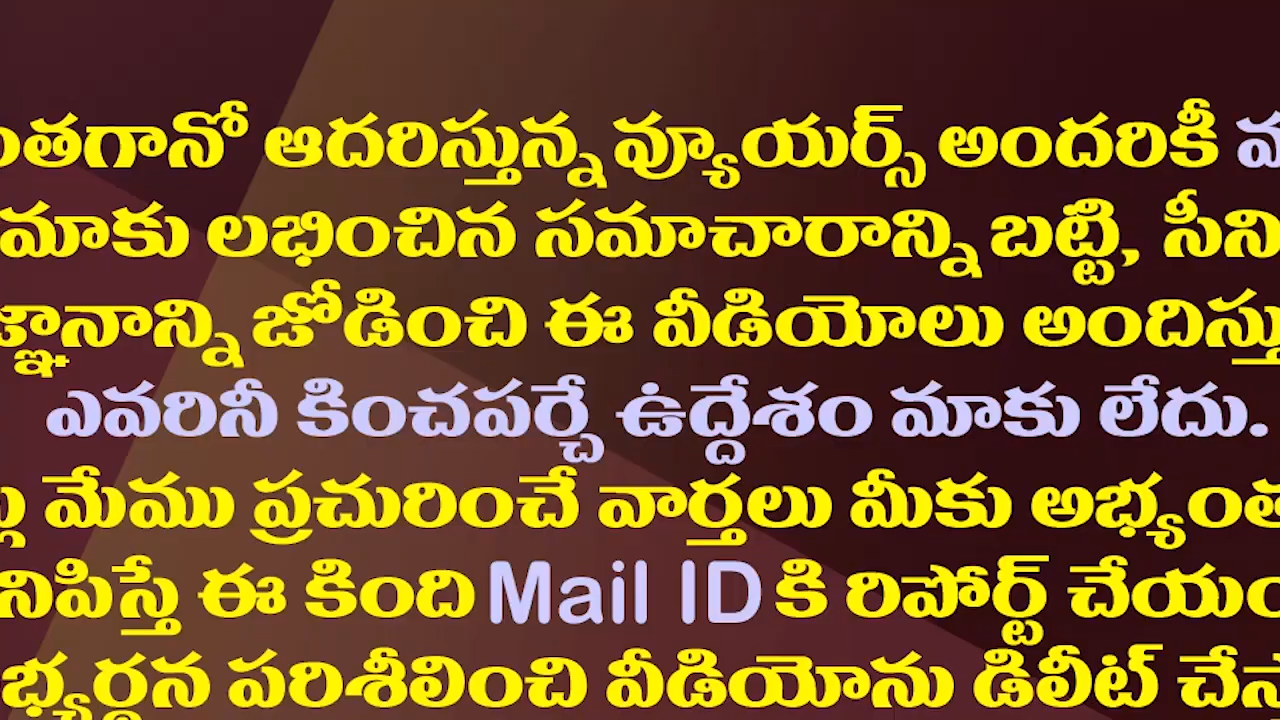 ంతగానో ఆదరిస్తున్న వ్యూయర్స్ అందరికీ
మాకు లభించిన సమాచారాన్ని బట్టి, సీని
జ్ఞానాన్ని జోడించి ఈ వీడియోలు అందిస్తు
ఎవరినీ కించపర్చే ఉద్దేశం మాకు లేదు.
మేము ప్రచురించే వార్తలు మీకు అభ్యంత
నిపిస్తే ఈ కింది Mail ID కి రిపోర్ట్ చేయం
భ్యర్థన పరిశీలించి వీడియోను డిలీట్ చేస